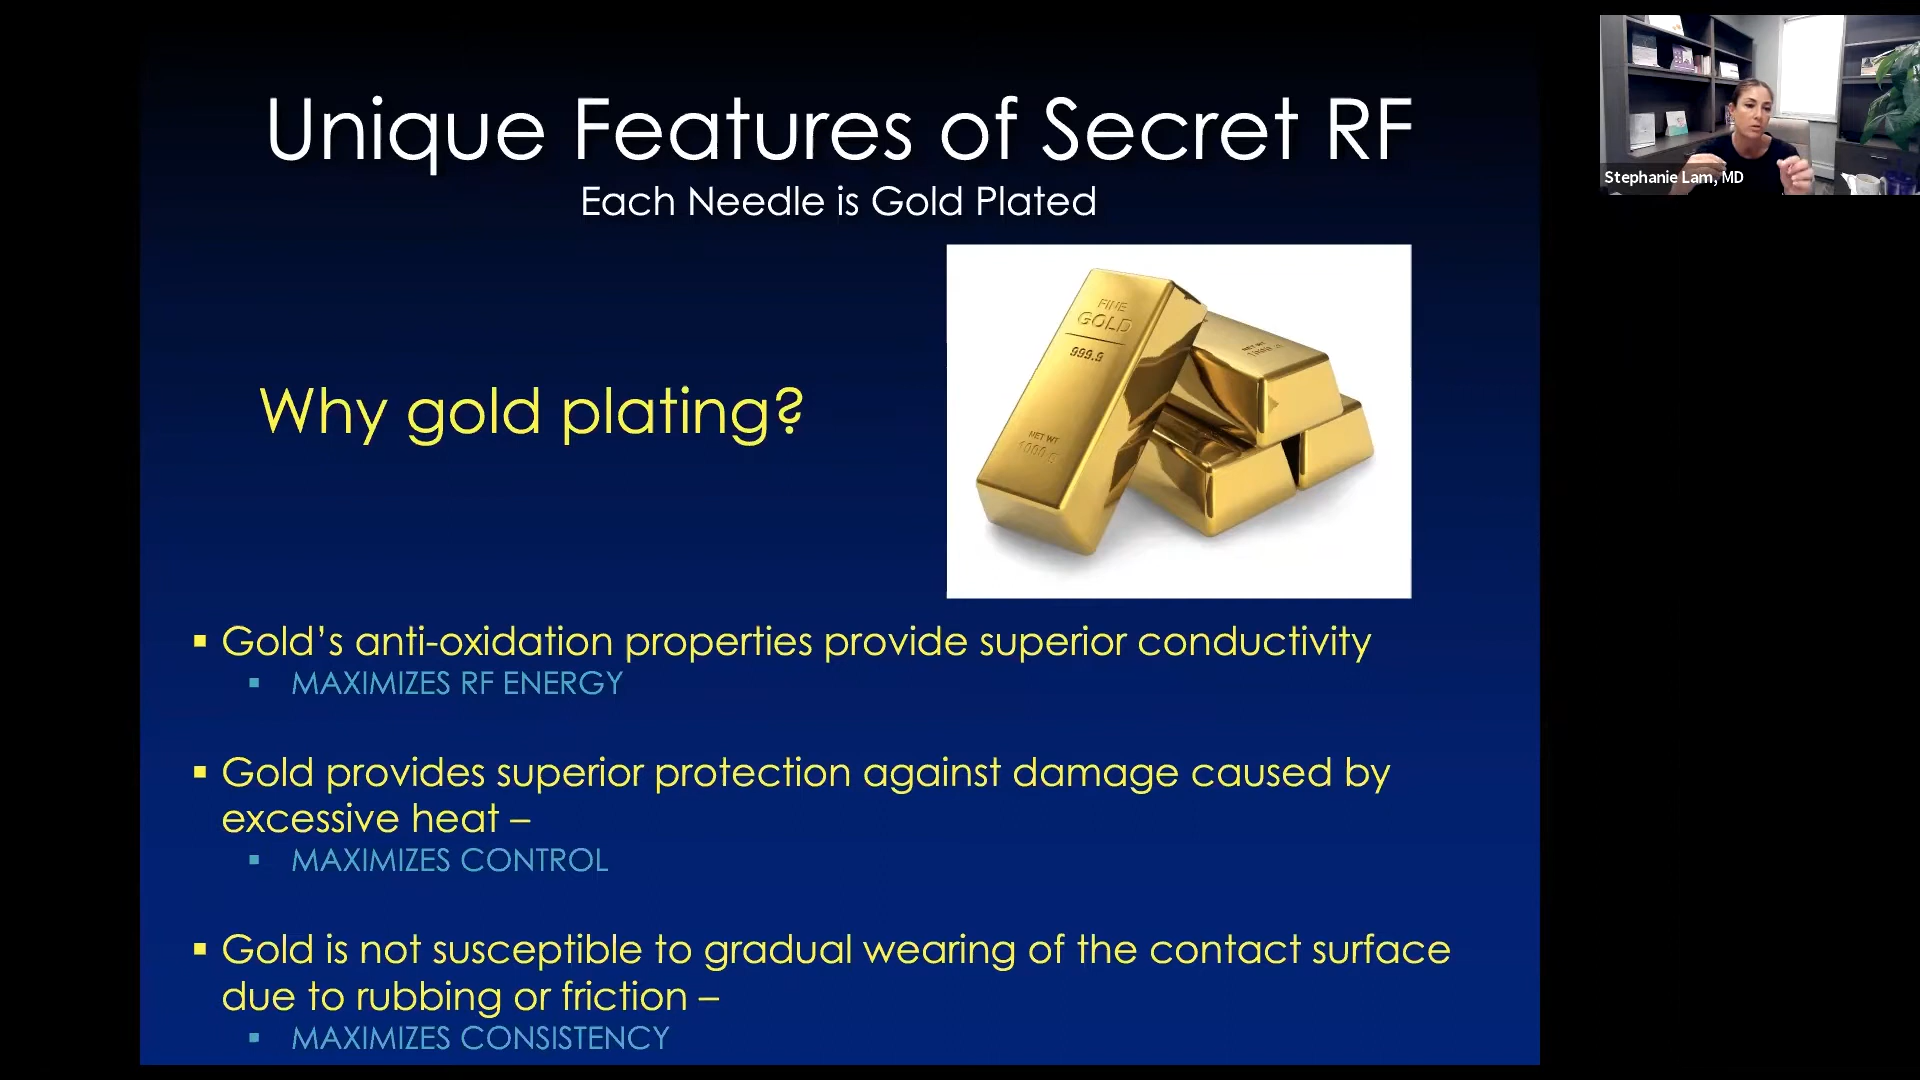 Unique Features of Secret RF
Each Needle is Gold Plated
Stephanie Lam, MD
FINE
GOLD
999.9
NET WT
1000 g
NET WT
Why gold plating?
▪ Gold’s anti-oxidation properties provide superior conductivity
▪ MAXIMIZES RF ENERGY
▪ Gold provides superior protection against damage caused by
excessive heat –
▪ MAXIMIZES CONTROL
▪ Gold is not susceptible to gradual wearing of the contact surface
due to rubbing or friction –
▪ MAXIMIZES CONSISTENCY